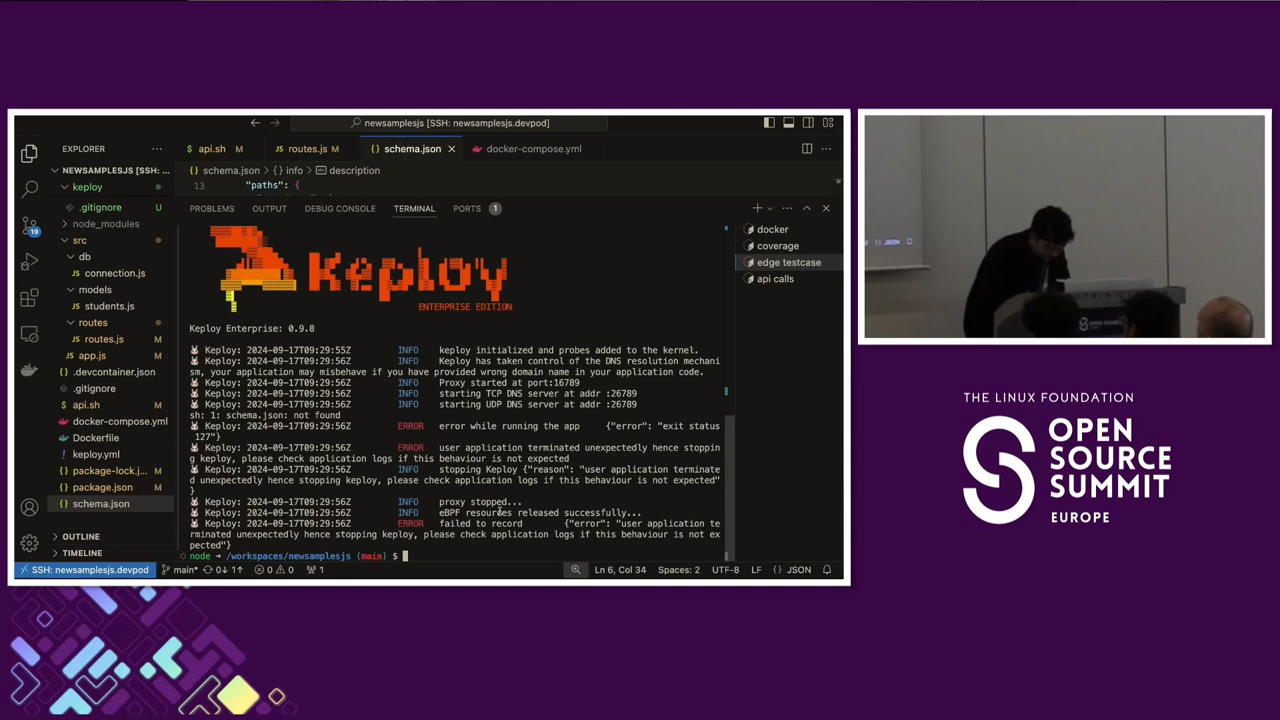 newsamplesjs [SSH: newsamplesjs.devpod]
EXPLORER
api.sh M
routes.js M
schema.json
docker-compose.yml
NEWSAMPLESJS [SSH: ...
keploy
.gitignore U
node_modules
src
db
connection.js
models
students.js
routes
routes.js M
app.js M
.devcontainer.json
.gitignore
api.sh M
docker-compose.yml
Dockerfile
keploy.yml
package-lock.j... M
package.json M
schema.json
OUTLINE
TIMELINE
19
schema.json > {} info > description
13 "paths": {
PROBLEMS OUTPUT DEBUG CONSOLE TERMINAL PORTS 1
docker
coverage
edge testcase
api calls
Keploy
ENTERPRISE EDITION
Keploy Enterprise: 0.9.8
Keploy: 2024-09-17T09:29:55Z INFO keploy initialized and probes added to the kernel.
Keploy: 2024-09-17T09:29:56Z INFO Keploy has taken control of the DNS resolution mechani
sm, your application may misbehave if you have provided wrong domain name in your application code.
Keploy: 2024-09-17T09:29:56Z INFO Proxy started at port:16789
Keploy: 2024-09-17T09:29:56Z INFO starting TCP DNS server at addr :26789
Keploy: 2024-09-17T09:29:56Z INFO starting UDP DNS server at addr :26789
sh: 1: schema.json: not found
Keploy: 2024-09-17T09:29:56Z ERROR error while running the app {"error": "exit status
127"}
Keploy: 2024-09-17T09:29:56Z ERROR user application terminated unexpectedly hence stoppin
g keploy, please check application logs if this behaviour is not expected
Keploy: 2024-09-17T09:29:56Z INFO stopping Keploy {"reason": "user application terminate
d unexpectedly hence stopping keploy, please check application logs if this behaviour is not expected"
}
Keploy: 2024-09-17T09:29:56Z INFO proxy stopped...
Keploy: 2024-09-17T09:29:56Z INFO eBPF resources released successfully...
Keploy: 2024-09-17T09:29:56Z ERROR failed to record {"error": "user application te
rminated unexpectedly hence stopping keploy, please check application logs if this behaviour is not ex
pected"}
node → /workspaces/newsamplesjs (main) $
SSH: newsamplesjs.devpod main* 0↓ 1↑ 0 0 1 Ln 6, Col 34 Spaces: 2 UTF-8 LF {} JSON
JSON
OPEN SOURCE SUMMIT
THE LINUX FOUNDATION
OPEN
SOURCE
SUMMIT
EUROPE